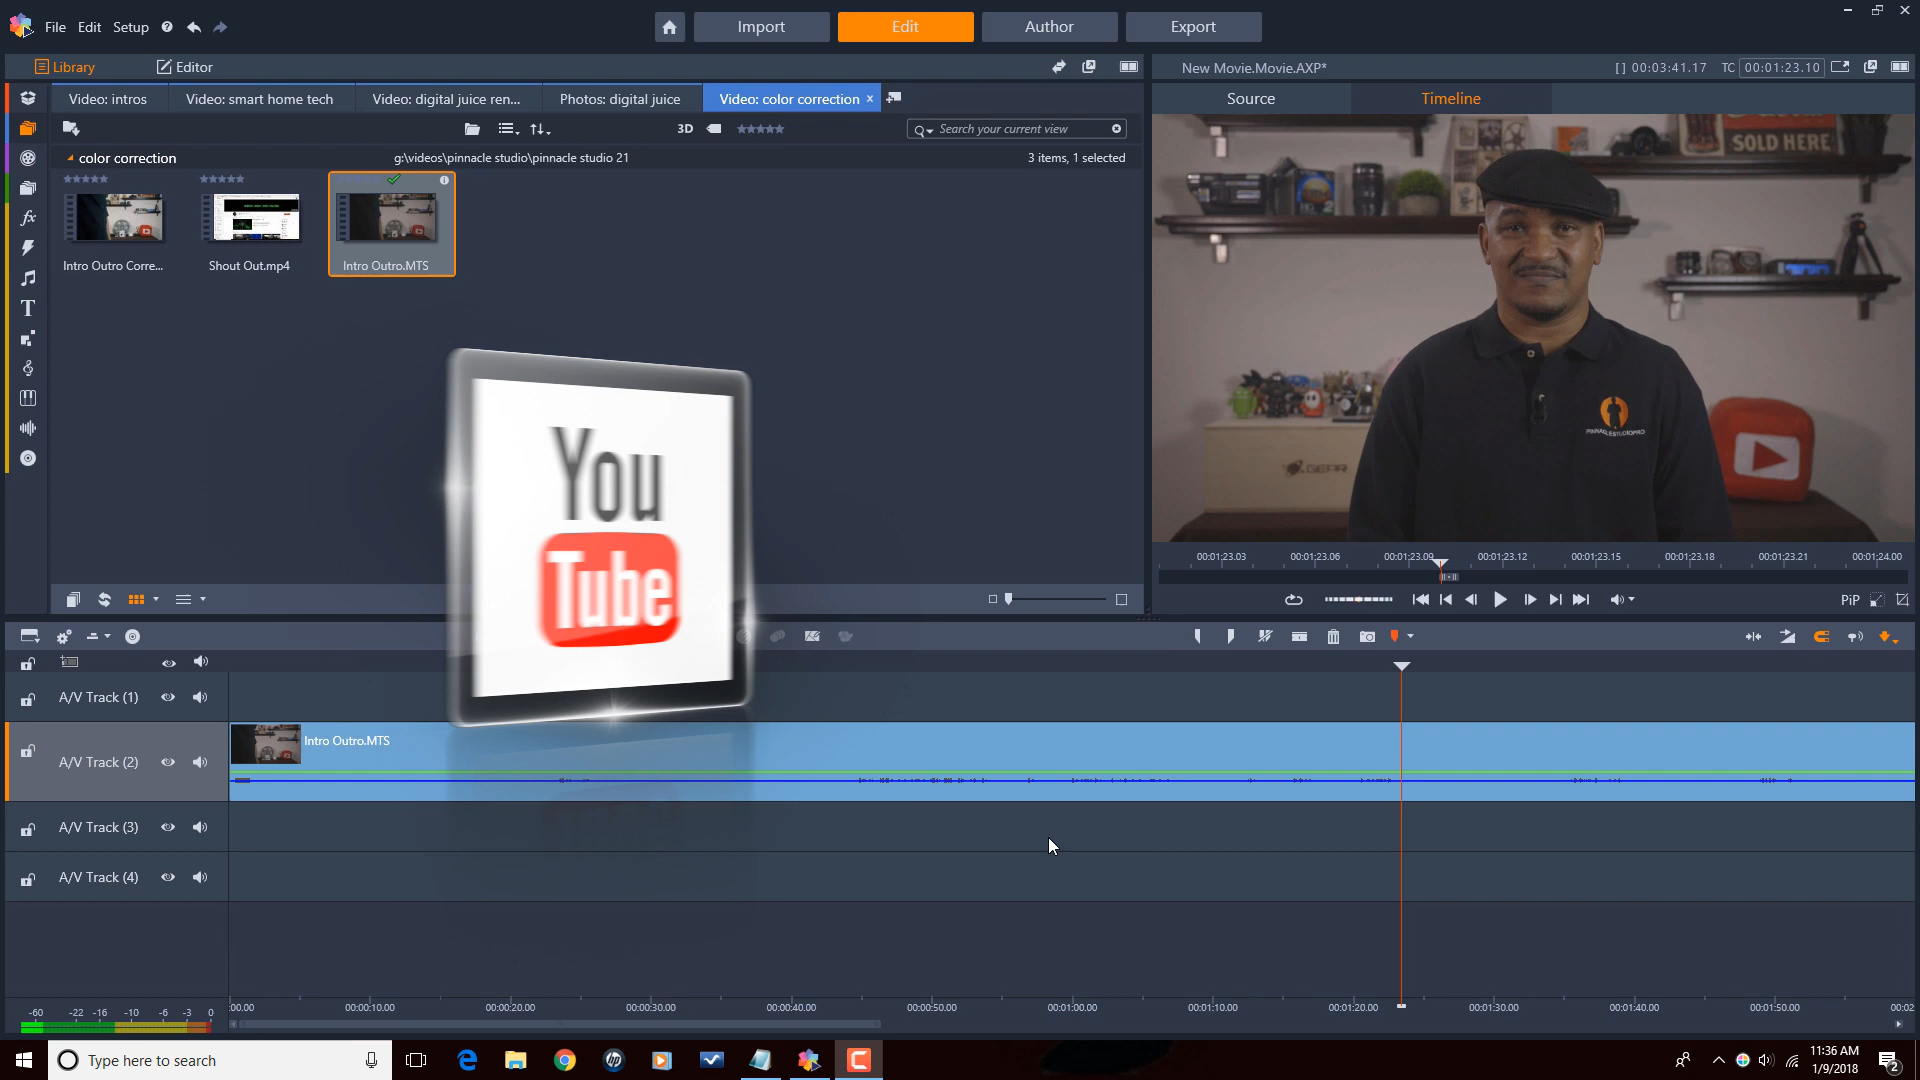 File Edit Setup
Import Edit Author Export
Library Editor
New Movie.Movie.AXP* [ ] 00:03:41.17 TC 00:01:23.10
Video: intros Video: smart home tech Video: digital juice ren... Photos: digital juice Video: color correction ×
Source Timeline
3D Search your current view
SOLD HERE
color correction g:\videos\pinnacle studio\pinnacle studio 21 3 items, 1 selected
Intro Outro Corre... Shout Out.mp4 Intro Outro.MTS
PINNACLESTUDIOPRO
GEAR
You
Tube
00:01:23.03 00:01:23.06 00:01:23.09 00:01:23.12 00:01:23.15 00:01:23.18 00:01:23.21 00:01:24.00
PiP
A/V Track (1)
Intro Outro.MTS
A/V Track (2)
A/V Track (3)
A/V Track (4)
:00.00 00:00:10.00 00:00:20.00 00:00:30.00 00:00:40.00 00:00:50.00 00:01:00.00 00:01:10.00 00:01:20.00 00:01:30.00 00:01:40.00 00:01:50.00 00:02
-60 -22 -16 -10 -6 -3 0
Type here to search
11:36 AM
1/9/2018
2